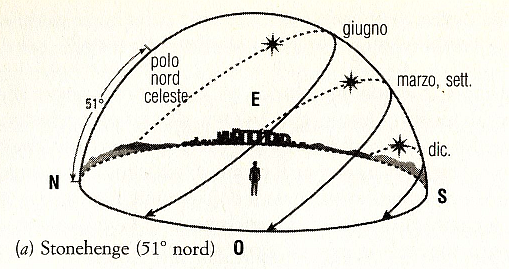 giugno
polo
nord
celeste
marzo, sett.
51°
E
dic.
N
S
(a) Stonehenge (51° nord) O